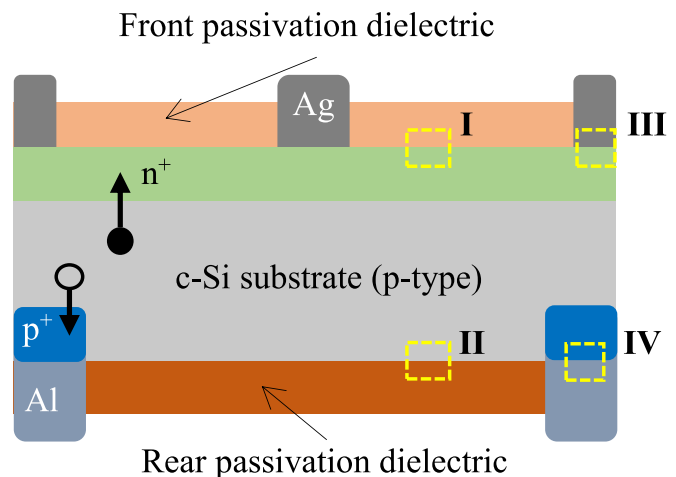 Front passivation dielectric
Ag
I
III
n⁺
c-Si substrate (p-type)
p⁺
II
IV
Al
Rear passivation dielectric